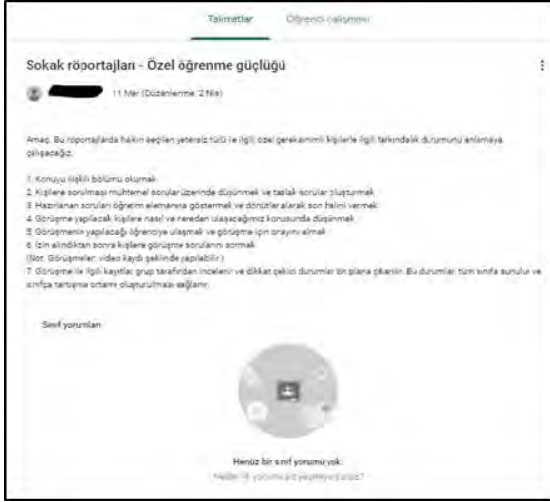 Talimatlar Öğrenci çalışması
Sokak röportajları - Özel öğrenme güçlüğü
11 Mar (Düzenlenme: 2 Nis)
Amaç: Bu röportajlarda halkın seçilen yetersiz türü ile ilgili özel gereksinimli kişilerle ilgili farkındalık durumunu anlamaya
çalışacağız.
1. Konuyu ilişkili bölümü okumak
2. Kişilere sorulması muhtemel sorular üzerinde düşünmek ve taslak sorular oluşturmak
3. Hazırlanan soruları öğretim elemanına göstermek ve dönütler alarak son halini vermek
4. Görüşme yapılacak kişilere nasıl ve nereden ulaşacağımız konusunda düşünmek
5. Görüşmenin yapılacağı öğrenciye ulaşmak ve görüşme için onayını almak
6. İzin alındıktan sonra kişilere görüşme sorularını sormak
(Not: Görüşmeler, video kaydı şeklinde yapılabilir.)
7. Görüşme ile ilgili kayıtlar grup tarafından incelenir ve dikkat çekici durumlar ön plana çıkarılır. Bu durumlar, tüm sınıfa sunulur ve
sınıfça tartışma ortamı oluşturulması sağlanır.
Sınıf yorumları
Henüz bir sınıf yorumu yok.
Neden ilk yorumu siz yapmıyorsunuz?